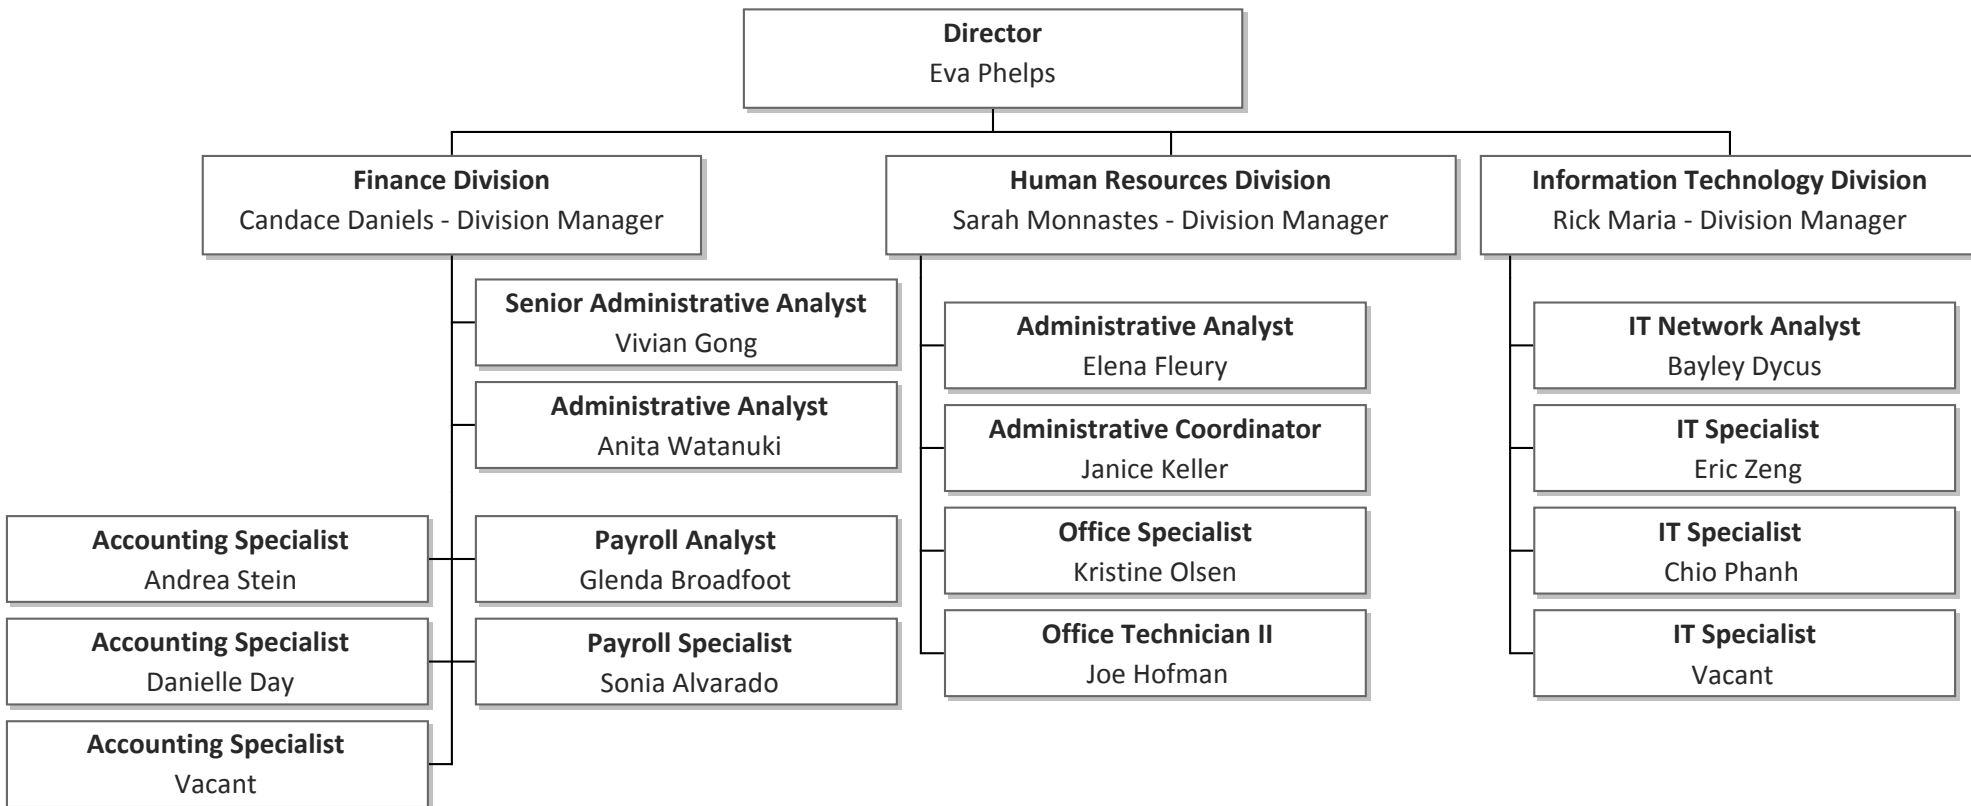 Director
Eva Phelps
Finance Division
Candace Daniels - Division Manager
Human Resources Division
Sarah Monnastes - Division Manager
Information Technology Division
Rick Maria - Division Manager
Senior Administrative Analyst
Vivian Gong
Administrative Analyst
Anita Watanuki
Accounting Specialist
Andrea Stein
Payroll Analyst
Glenda Broadfoot
Accounting Specialist
Danielle Day
Payroll Specialist
Sonia Alvarado
Accounting Specialist
Vacant
Administrative Analyst
Elena Fleury
Administrative Coordinator
Janice Keller
Office Specialist
Kristine Olsen
Office Technician II
Joe Hofman
IT Network Analyst
Bayley Dycus
IT Specialist
Eric Zeng
IT Specialist
Chio Phanh
IT Specialist
Vacant